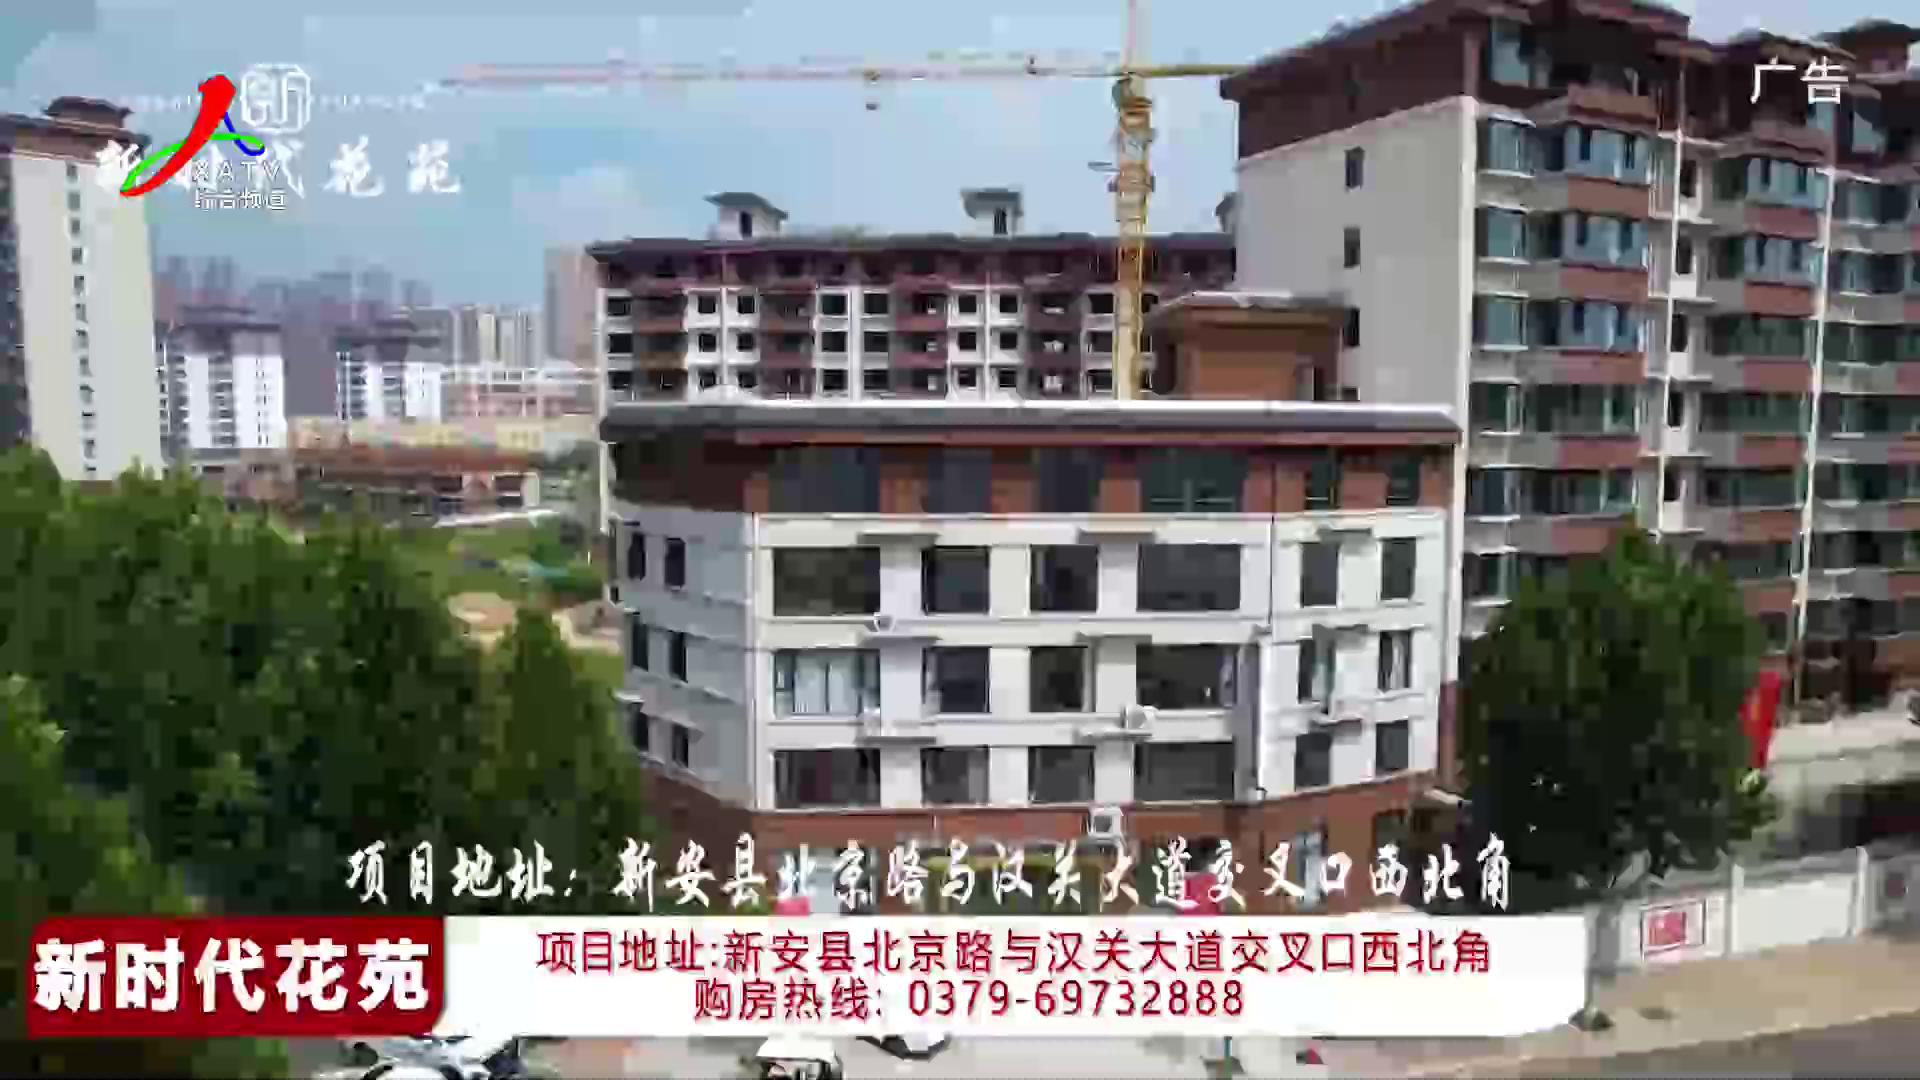 广告
新时代花苑
XATV
综合频道
项目地址：新安县北京路与汉关大道交叉口西北角
新时代花苑
项目地址:新安县北京路与汉关大道交叉口西北角
购房热线: 0379-69732888